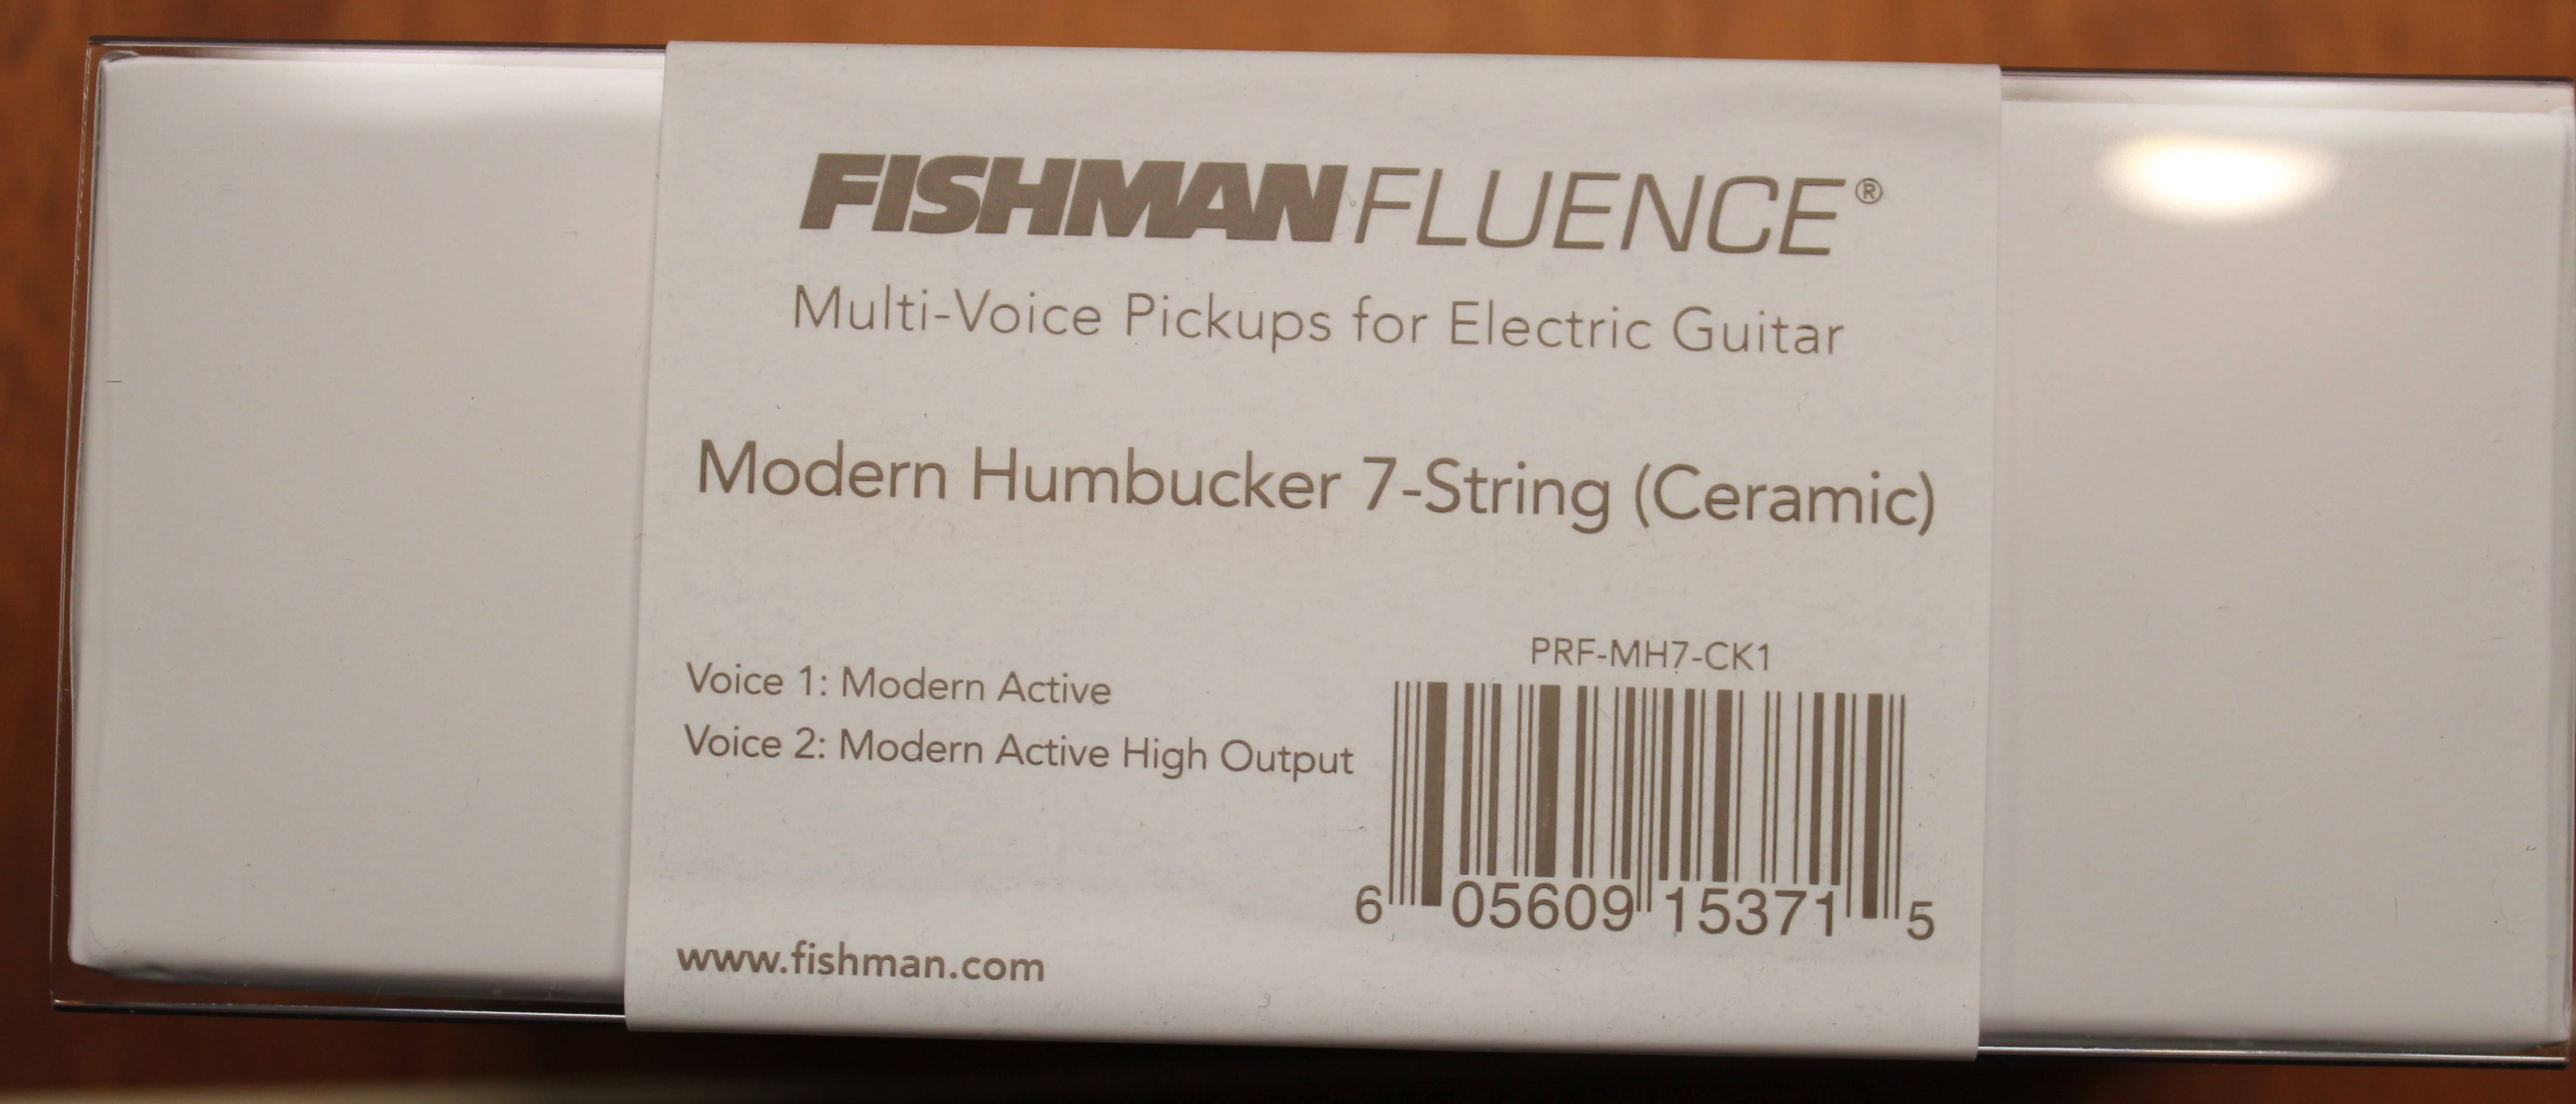 FISHMAN FLUENCE®
Multi-Voice Pickups for Electric Guitar
Modern Humbucker 7-String (Ceramic)
Voice 1: Modern Active
Voice 2: Modern Active High Output
PRF-MH7-CK1
6 05609 15371 5
www.fishman.com